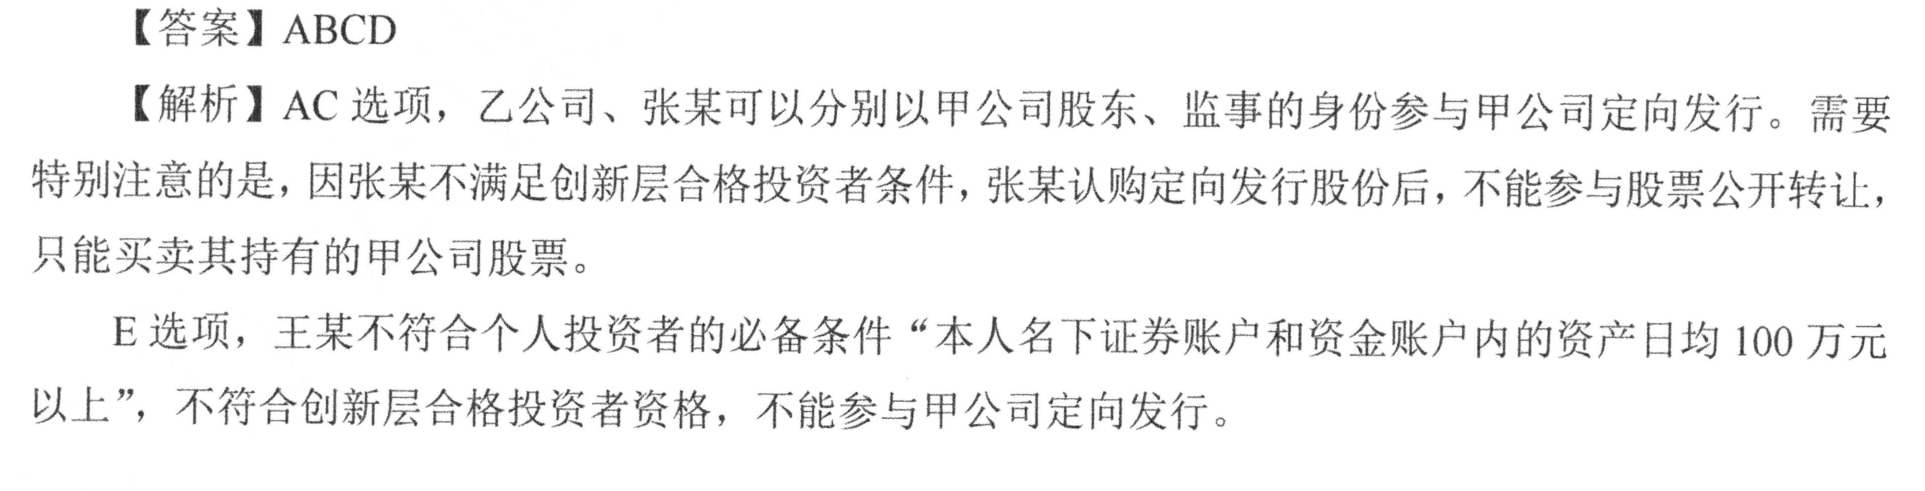 【答案】ABCD
【解析】AC 选项，乙公司、张某可以分别以甲公司股东、监事的身份参与甲公司定向发行。需要
特别注意的是，因张某不满足创新层合格投资者条件，张某认购定向发行股份后，不能参与股票公开转让，
只能买卖其持有的甲公司股票。
E 选项，王某不符合个人投资者的必备条件“本人名下证券账户和资金账户内的资产日均 100 万元
以上”，不符合创新层合格投资者资格，不能参与甲公司定向发行。